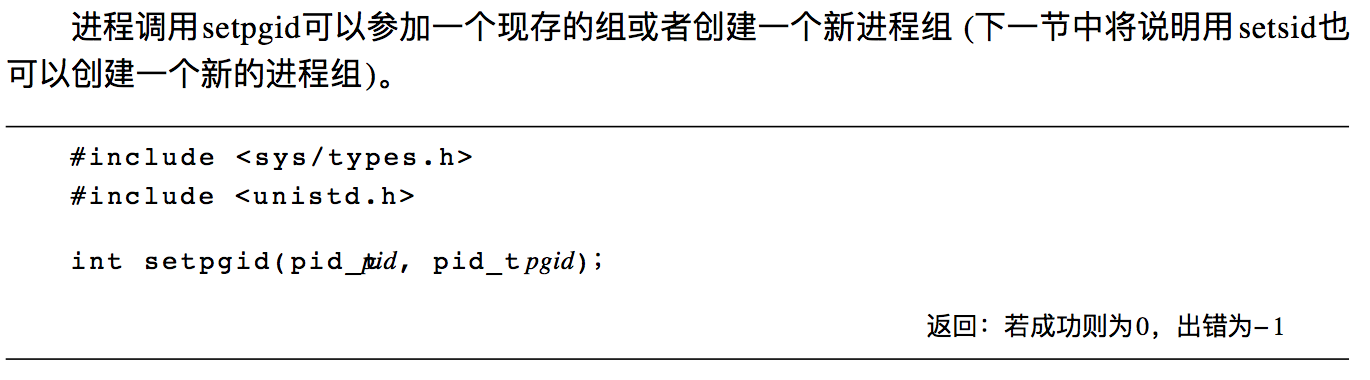 进程调用setpgid可以参加一个现存的组或者创建一个新进程组 (下一节中将说明用setsid也
可以创建一个新的进程组)。
#include <sys/types.h>
#include <unistd.h>
int setpgid(pid_t pid, pid_t pgid);
返回：若成功则为0，出错为–1